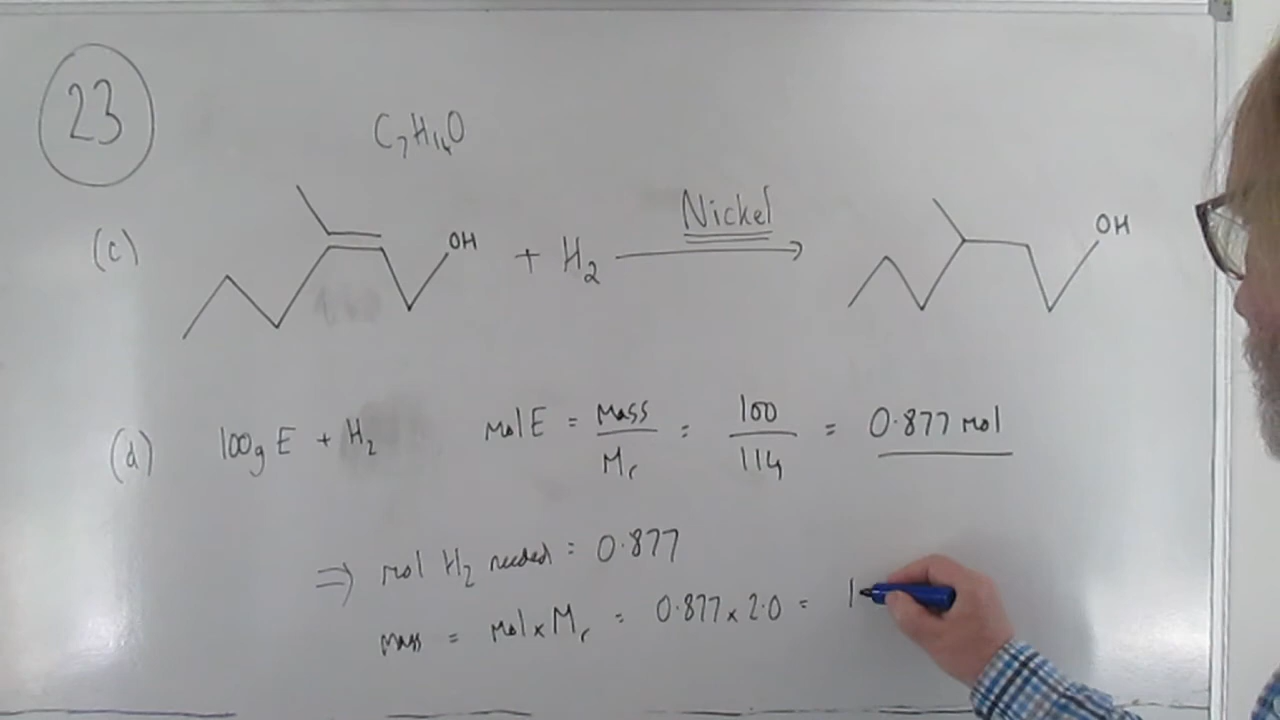 23
C₇H₁₄O
(c) OH + H₂ Nickel OH
(d) 100g E + H₂ mol E = Mass / Mr = 100 / 114 = 0.877 mol
⇒ mol H₂ needed = 0.877
mass = mol x Mr = 0.877 x 2.0 = 1